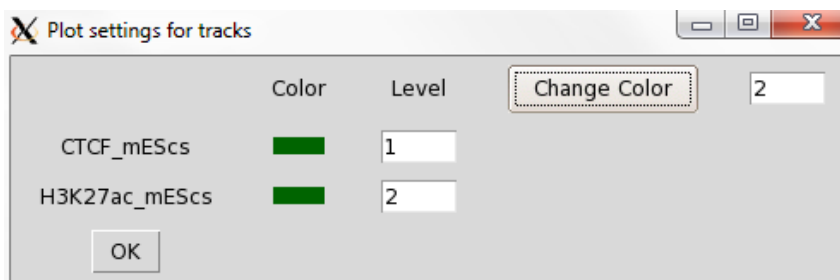 Plot settings for tracks
Color Level Change Color 2
CTCF_mEScs 1
H3K27ac_mEScs 2
OK